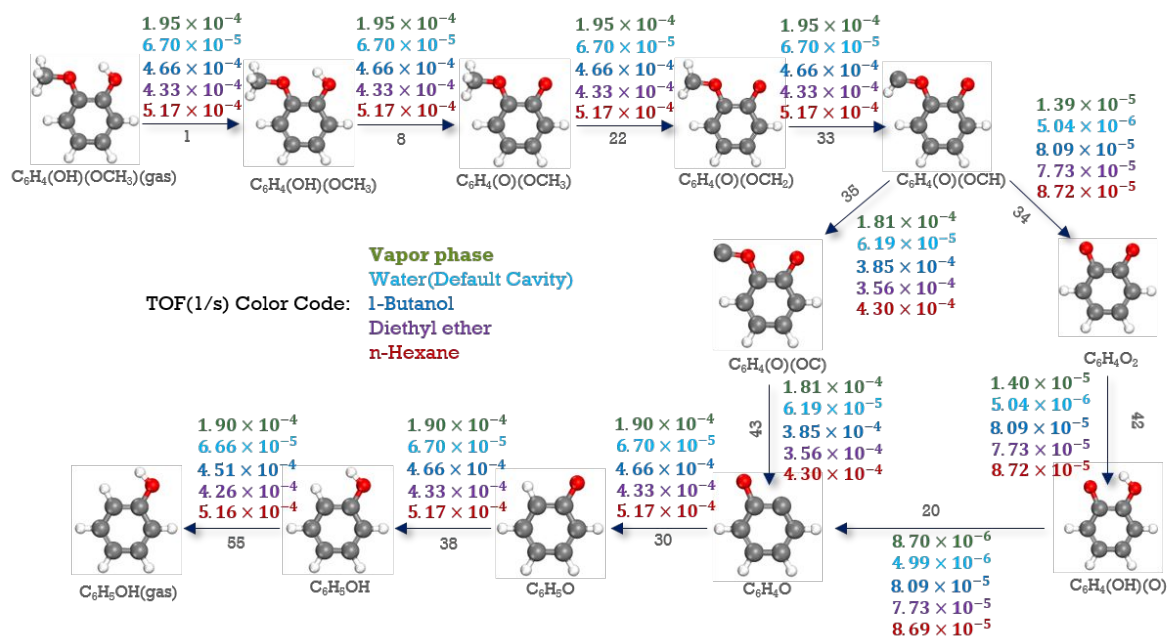 1.95 × 10⁻⁴
6.70 × 10⁻⁵
4.66 × 10⁻⁴
4.33 × 10⁻⁴
5.17 × 10⁻⁴
1
1.95 × 10⁻⁴
6.70 × 10⁻⁵
4.66 × 10⁻⁴
4.33 × 10⁻⁴
5.17 × 10⁻⁴
8
1.95 × 10⁻⁴
6.70 × 10⁻⁵
4.66 × 10⁻⁴
4.33 × 10⁻⁴
5.17 × 10⁻⁴
22
1.95 × 10⁻⁴
6.70 × 10⁻⁵
4.66 × 10⁻⁴
4.33 × 10⁻⁴
5.17 × 10⁻⁴
33
C₆H₄(OH)(OCH₃)(gas)
C₆H₄(OH)(OCH₃)
C₆H₄(O)(OCH₃)
C₆H₄(O)(OCH₂)
C₆H₄(O)(OCH)
1.39 × 10⁻⁵
5.04 × 10⁻⁶
8.09 × 10⁻⁵
7.73 × 10⁻⁵
8.72 × 10⁻⁵
35
34
1.81 × 10⁻⁴
6.19 × 10⁻⁵
3.85 × 10⁻⁴
3.56 × 10⁻⁴
4.30 × 10⁻⁴
TOF(1/s) Color Code:
Vapor phase
Water(Default Cavity)
1-Butanol
Diethyl ether
n-Hexane
C₆H₄(O)(OC)
C₆H₄O₂
1.81 × 10⁻⁴
6.19 × 10⁻⁵
3.85 × 10⁻⁴
3.56 × 10⁻⁴
4.30 × 10⁻⁴
43
1.40 × 10⁻⁵
5.04 × 10⁻⁶
8.09 × 10⁻⁵
7.73 × 10⁻⁵
8.72 × 10⁻⁵
42
1.90 × 10⁻⁴
6.66 × 10⁻⁵
4.51 × 10⁻⁴
4.26 × 10⁻⁴
5.16 × 10⁻⁴
55
1.90 × 10⁻⁴
6.70 × 10⁻⁵
4.66 × 10⁻⁴
4.33 × 10⁻⁴
5.17 × 10⁻⁴
38
1.90 × 10⁻⁴
6.70 × 10⁻⁵
4.66 × 10⁻⁴
4.33 × 10⁻⁴
5.17 × 10⁻⁴
30
20
8.70 × 10⁻⁶
4.99 × 10⁻⁶
8.09 × 10⁻⁵
7.73 × 10⁻⁵
8.69 × 10⁻⁵
C₆H₅OH(gas)
C₆H₅OH
C₆H₅O
C₆H₄O
C₆H₄(OH)(O)